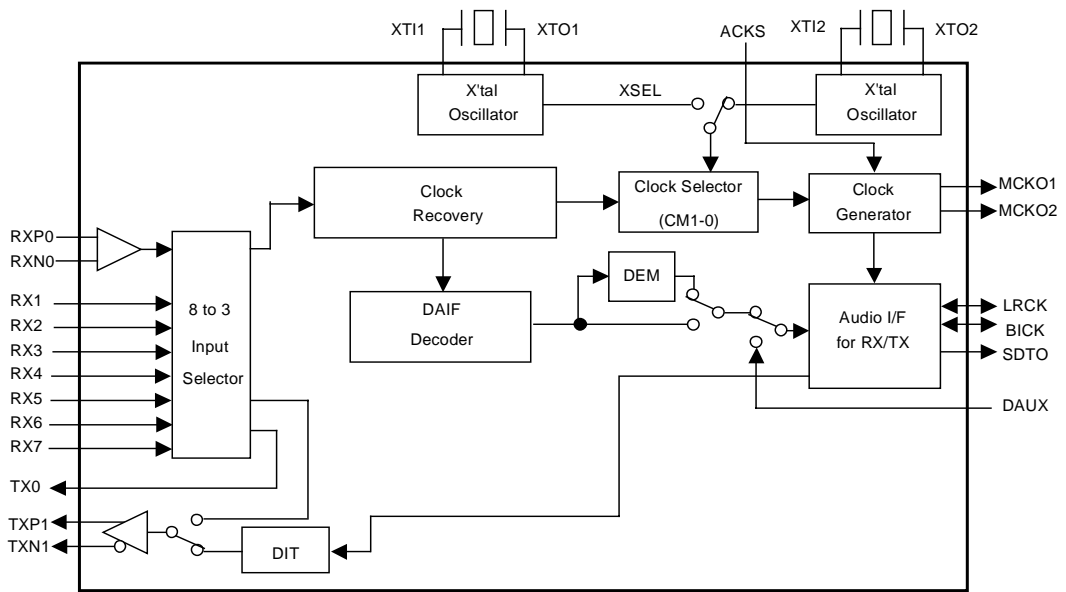 XTI1
XTO1
ACKS
XTI2
XTO2
X'tal
Oscillator
XSEL
X'tal
Oscillator
Clock
Recovery
Clock Selector
(CM1-0)
Clock
Generator
MCKO1
MCKO2
RXP0
RXN0
RX1
RX2
RX3
RX4
RX5
RX6
RX7
8 to 3
Input
Selector
DAIF
Decoder
DEM
Audio I/F
for RX/TX
LRCK
BICK
SDTO
DAUX
TX0
TXP1
TXN1
DIT